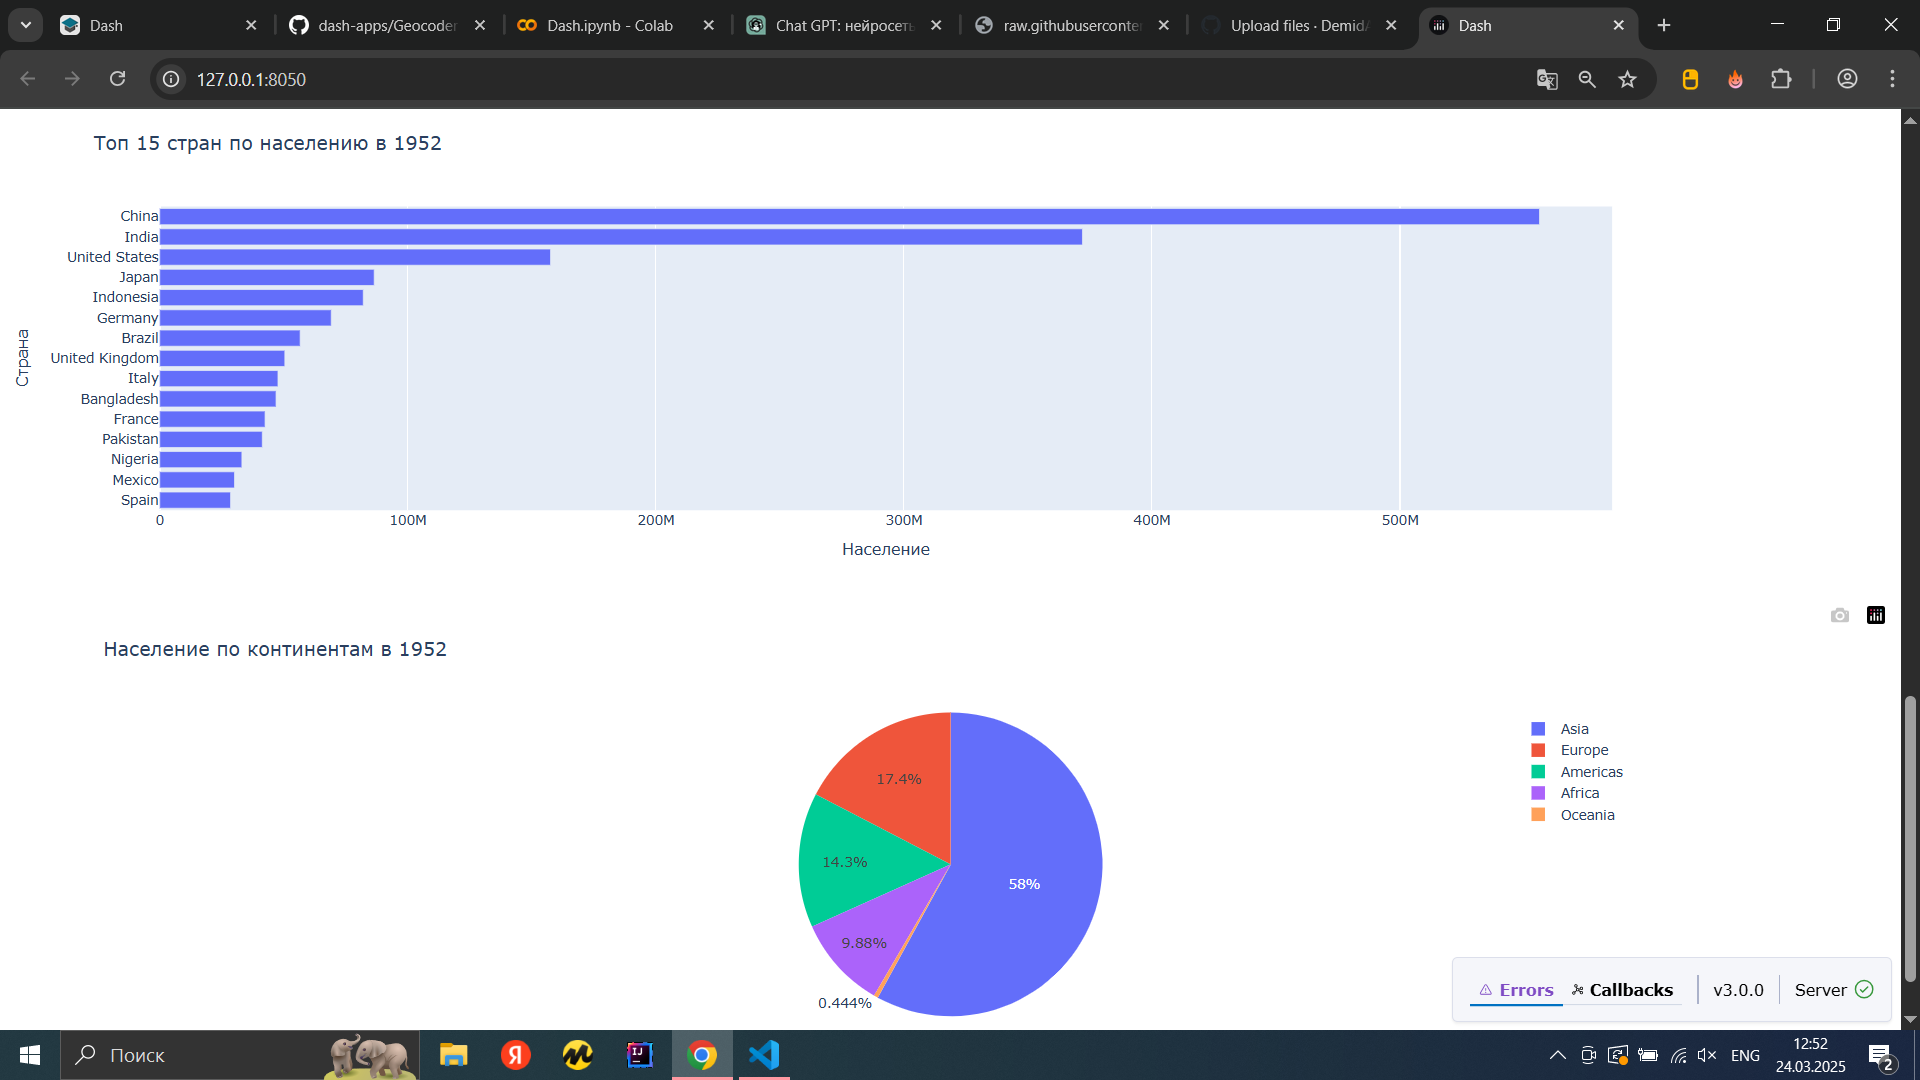 Dash
dash-apps/Geocoder
Dash.ipynb - Colab
Chat GPT: нейросеть
raw.githubusercontent
Upload files · DemidA
Dash
127.0.0.1:8050
Топ 15 стран по населению в 1952
Страна
China
India
United States
Japan
Indonesia
Germany
Brazil
United Kingdom
Italy
Bangladesh
France
Pakistan
Nigeria
Mexico
Spain
0 100M 200M 300M 400M 500M
Население
Население по континентам в 1952
17.4%
14.3%
58%
9.88%
0.444%
Asia
Europe
Americas
Africa
Oceania
Errors Callbacks v3.0.0 Server
Поиск
Я
IJ
ENG
12:52
24.03.2025
2